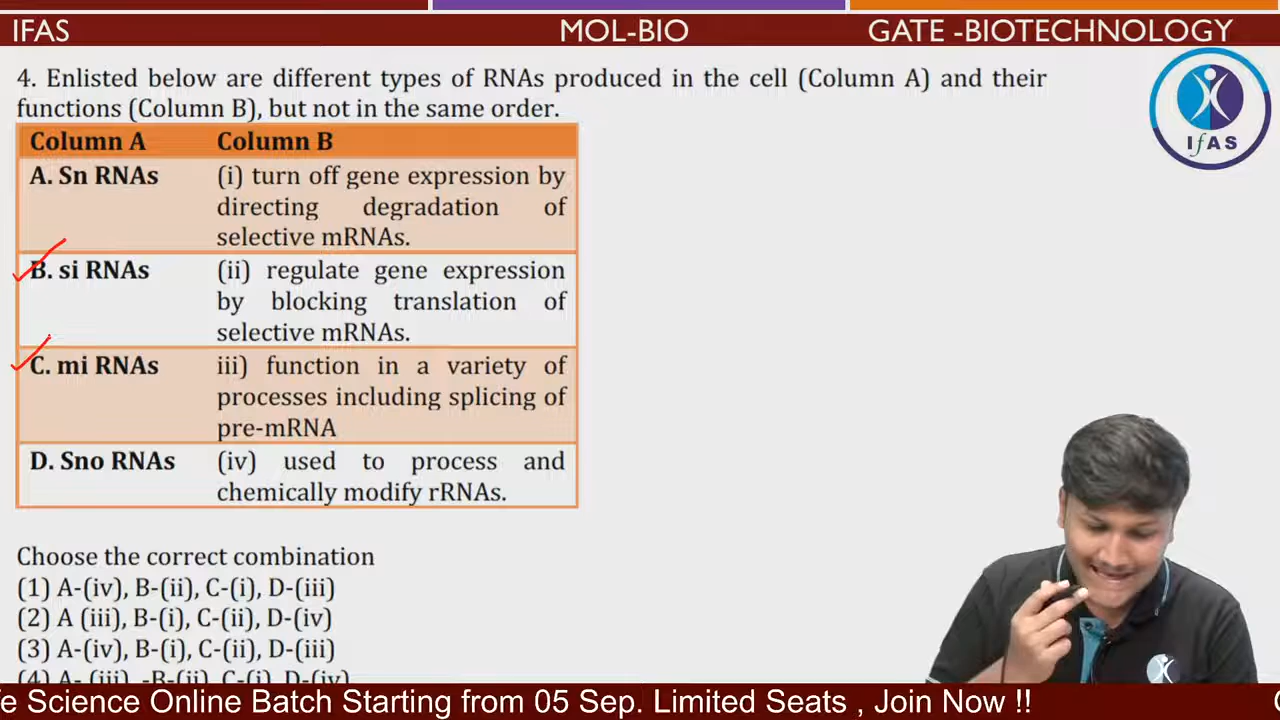 IFAS MOL-BIO GATE -BIOTECHNOLOGY
4. Enlisted below are different types of RNAs produced in the cell (Column A) and their
functions (Column B), but not in the same order.
IfAS
Column A Column B
A. Sn RNAs (i) turn off gene expression by
directing degradation of
selective mRNAs.
B. si RNAs (ii) regulate gene expression
by blocking translation of
selective mRNAs.
C. mi RNAs iii) function in a variety of
processes including splicing of
pre-mRNA
D. Sno RNAs (iv) used to process and
chemically modify rRNAs.
Choose the correct combination
(1) A-(iv), B-(ii), C-(i), D-(iii)
(2) A (iii), B-(i), C-(ii), D-(iv)
(3) A-(iv), B-(i), C-(ii), D-(iii)
(4) A- (iii), -B-(ii), C-(i), D-(iv)
fe Science Online Batch Starting from 05 Sep. Limited Seats , Join Now !!